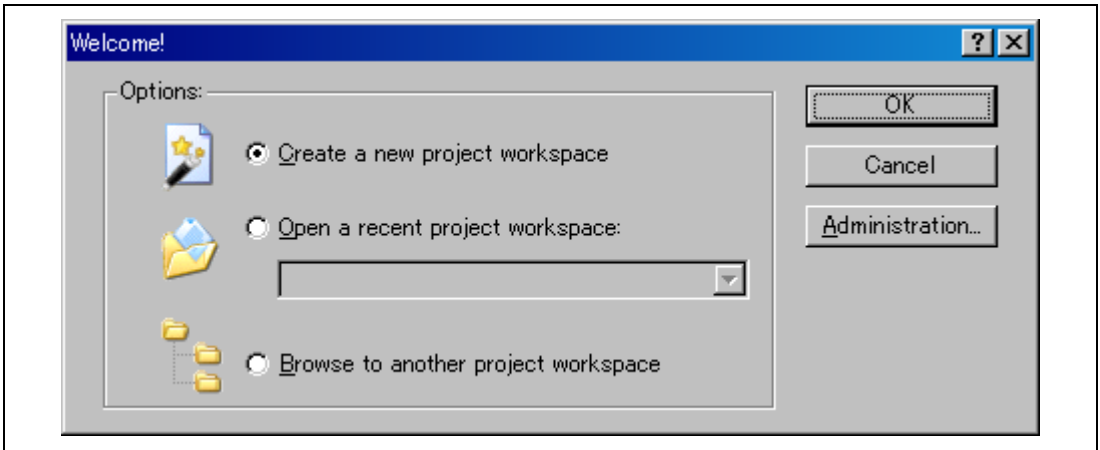 Welcome!
Options:
Create a new project workspace
Open a recent project workspace:
Browse to another project workspace
OK
Cancel
Administration...